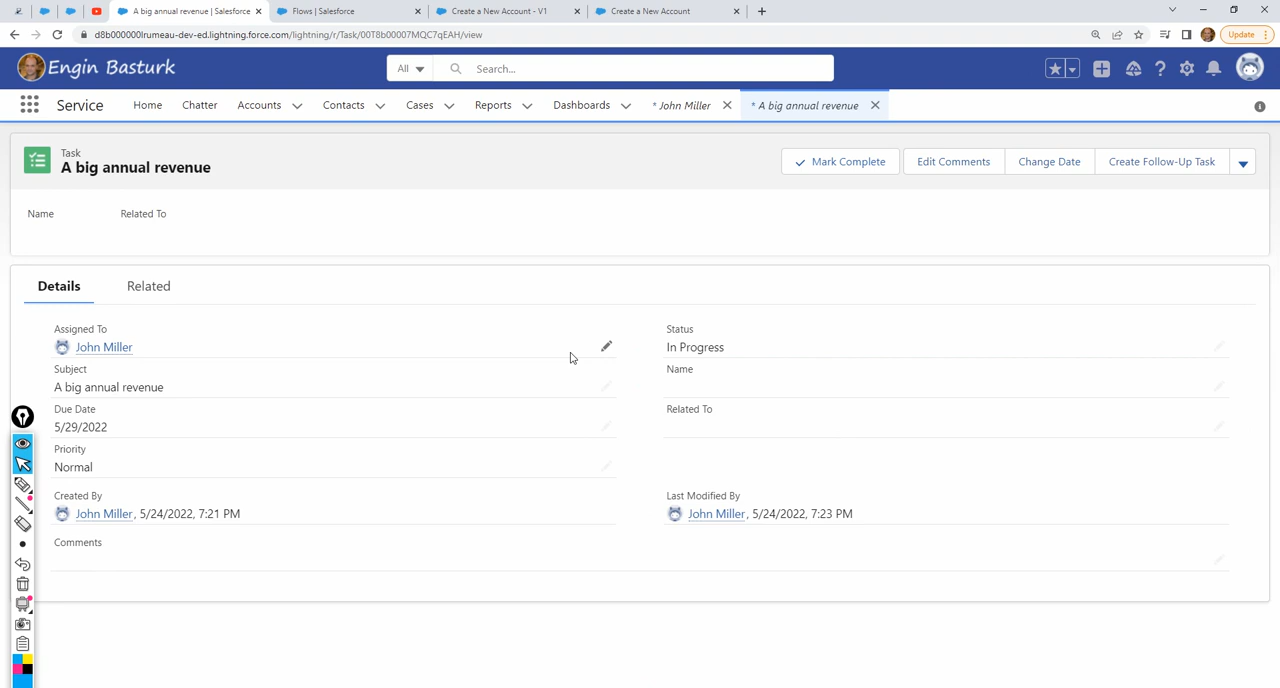 A big annual revenue | Salesforce
Flows | Salesforce
Create a New Account - V1
Create a New Account
d8b000000lrumeau-dev-ed.lightning.force.com/lightning/r/Task/00T8b00007MQC7qEAH/view
Update
Engin Basturk
All
Search...
Service
Home
Chatter
Accounts
Contacts
Cases
Reports
Dashboards
* John Miller
* A big annual revenue
Task
A big annual revenue
Mark Complete
Edit Comments
Change Date
Create Follow-Up Task
Name
Related To
Details
Related
Assigned To
John Miller
Status
In Progress
Subject
A big annual revenue
Name
Due Date
5/29/2022
Related To
Priority
Normal
Created By
John Miller, 5/24/2022, 7:21 PM
Last Modified By
John Miller, 5/24/2022, 7:23 PM
Comments